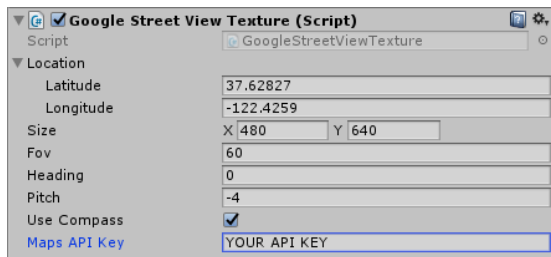 Google Street View Texture (Script)
Script GoogleStreetViewTexture
Location
Latitude 37.62827
Longitude -122.4259
Size X 480 Y 640
Fov 60
Heading 0
Pitch -4
Use Compass
Maps API Key YOUR API KEY